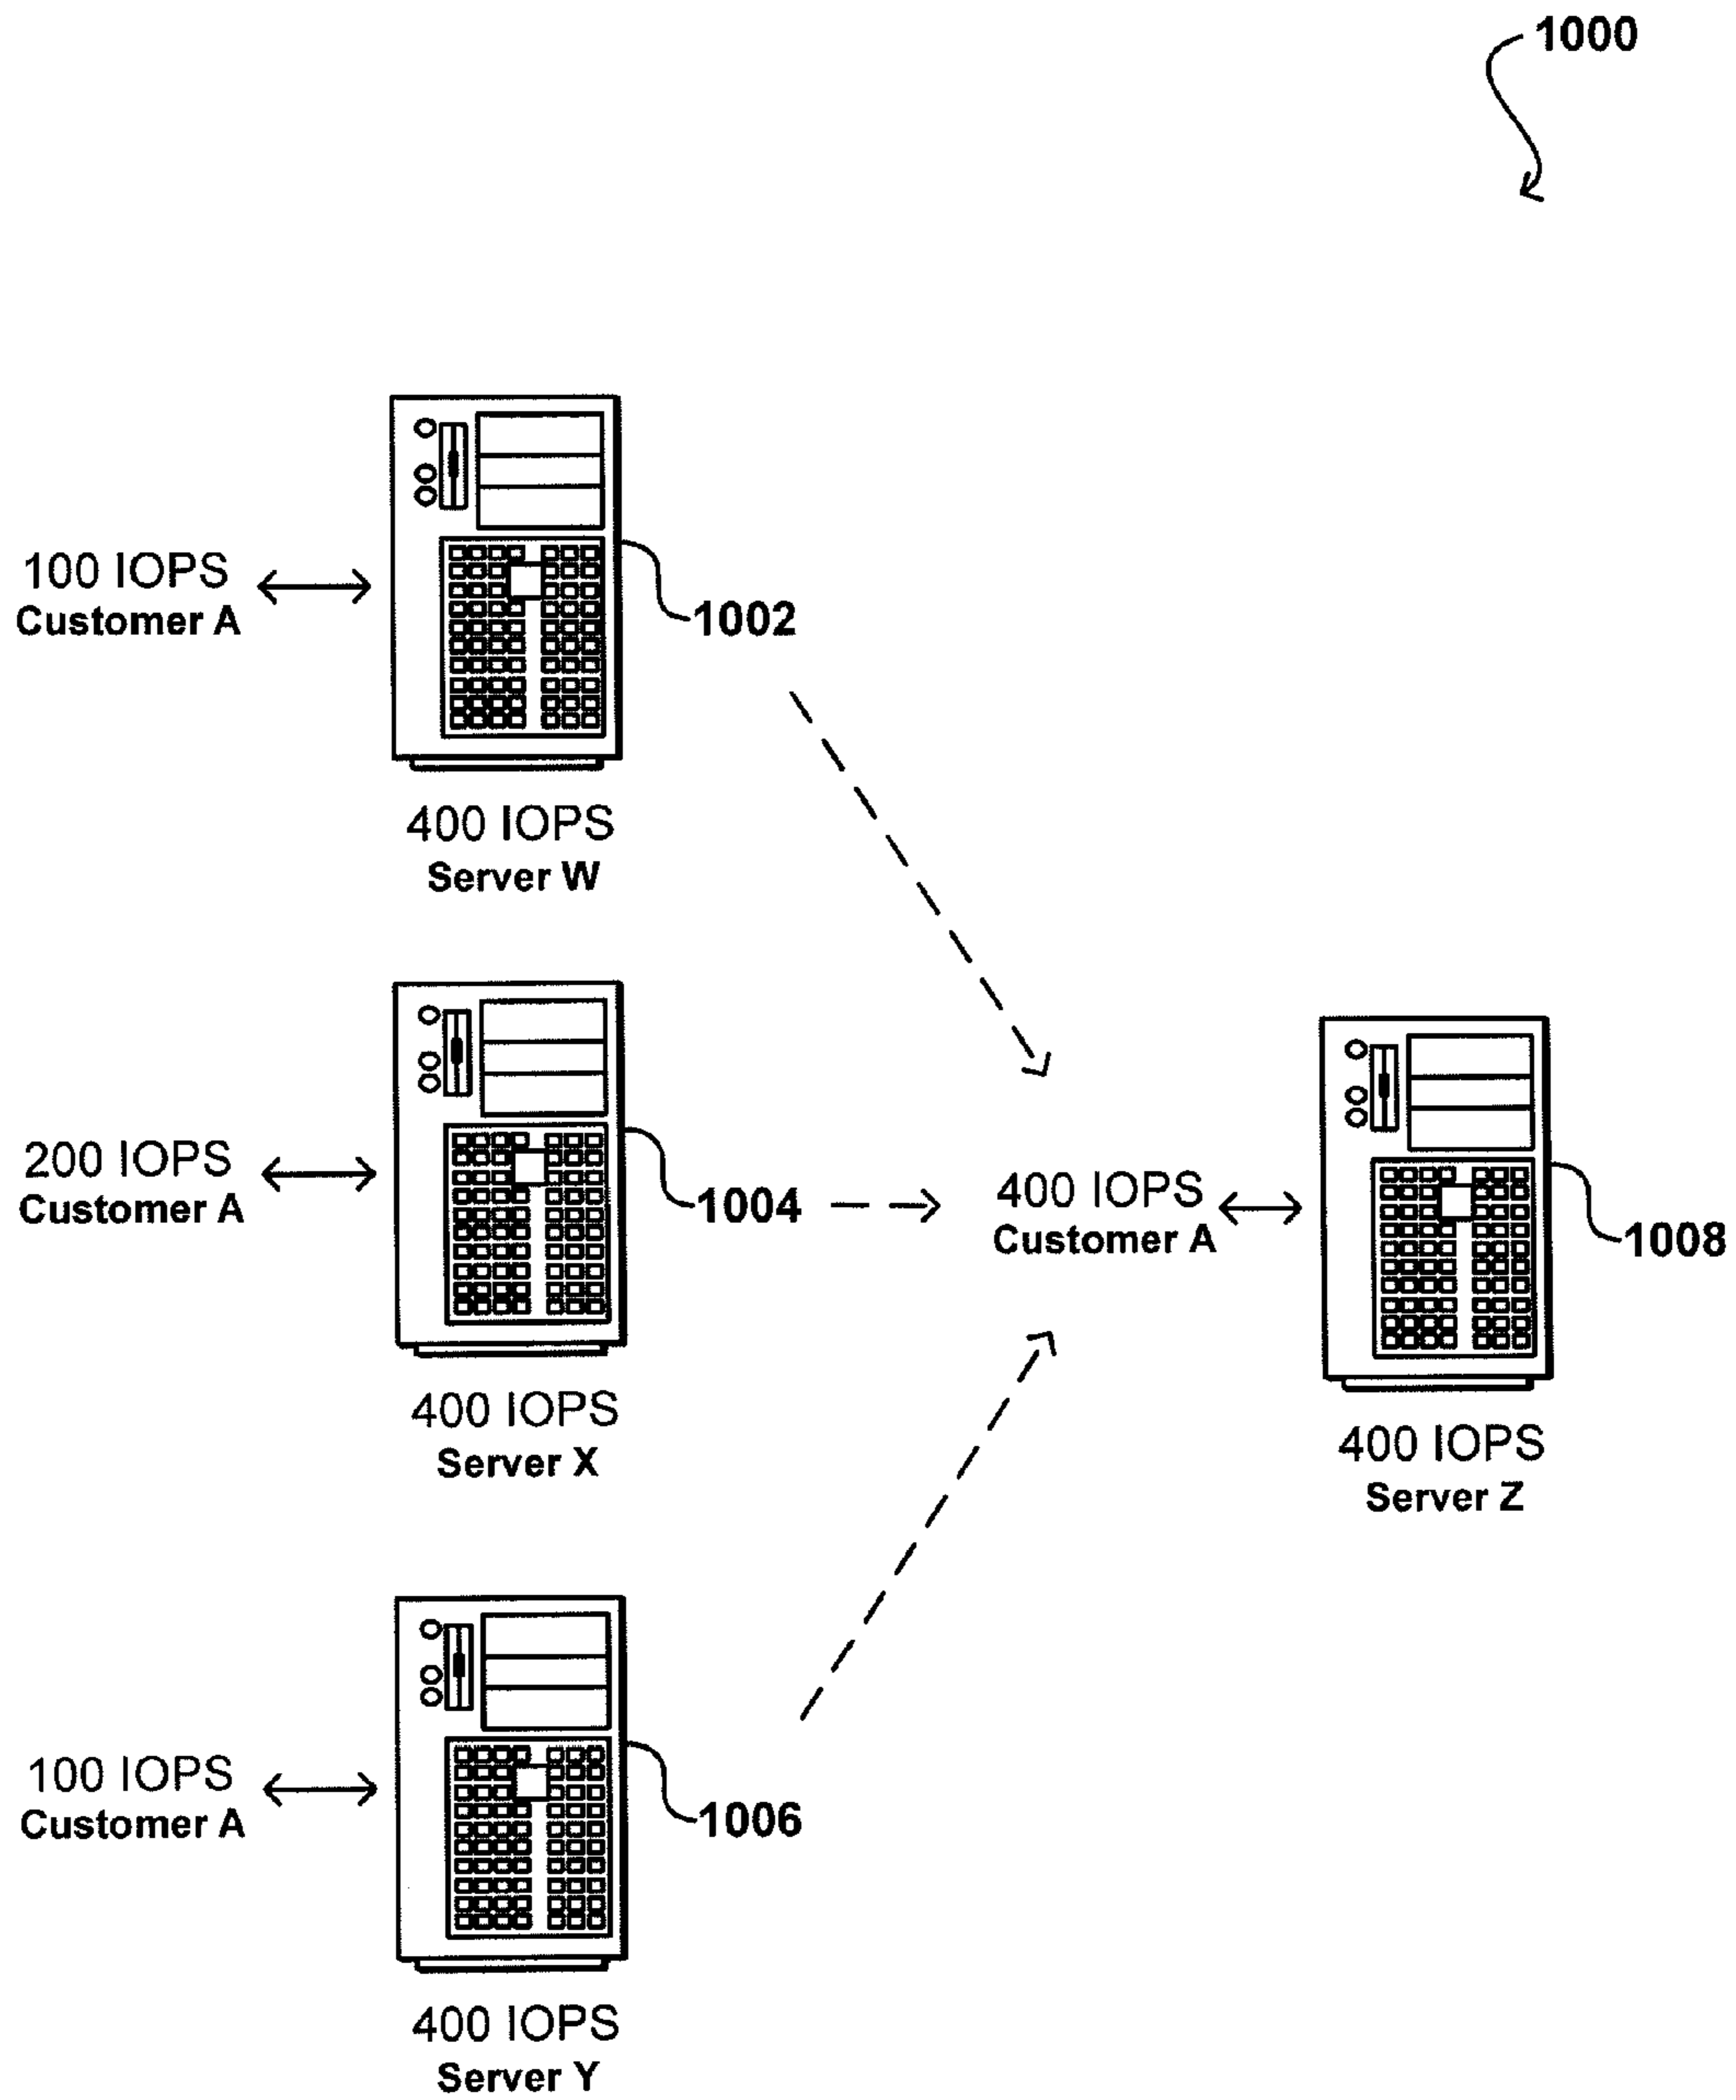 1000
100 IOPS
Customer A
1002
400 IOPS
Server W
200 IOPS
Customer A
1004
400 IOPS
Customer A
1008
400 IOPS
Server X
400 IOPS
Server Z
100 IOPS
Customer A
1006
400 IOPS
Server Y